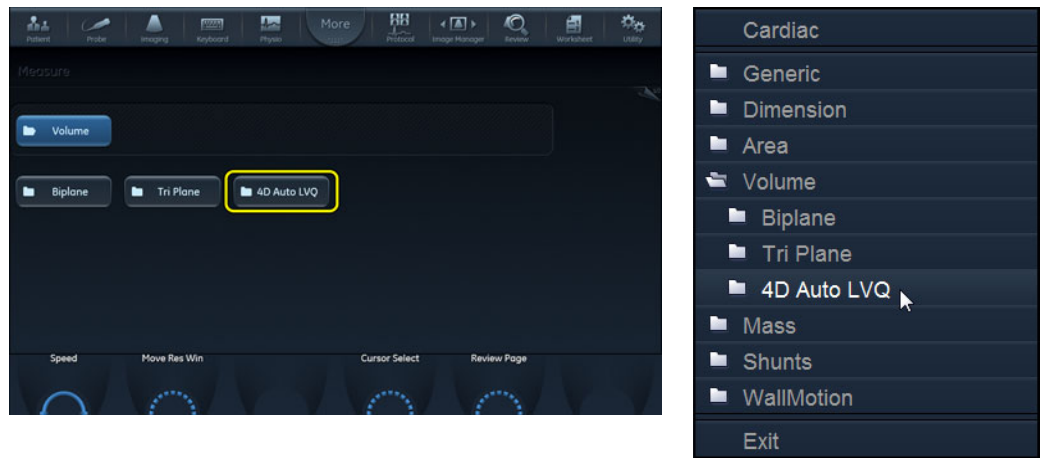 Patient Probe Imaging Keyboard Physio More Protocol Image Manager Review Worksheet Utility
Measure
Volume
Biplane Tri Plane 4D Auto LVQ
Speed Move Res Win Cursor Select Review Page
Cardiac
Generic
Dimension
Area
Volume
Biplane
Tri Plane
4D Auto LVQ
Mass
Shunts
WallMotion
Exit